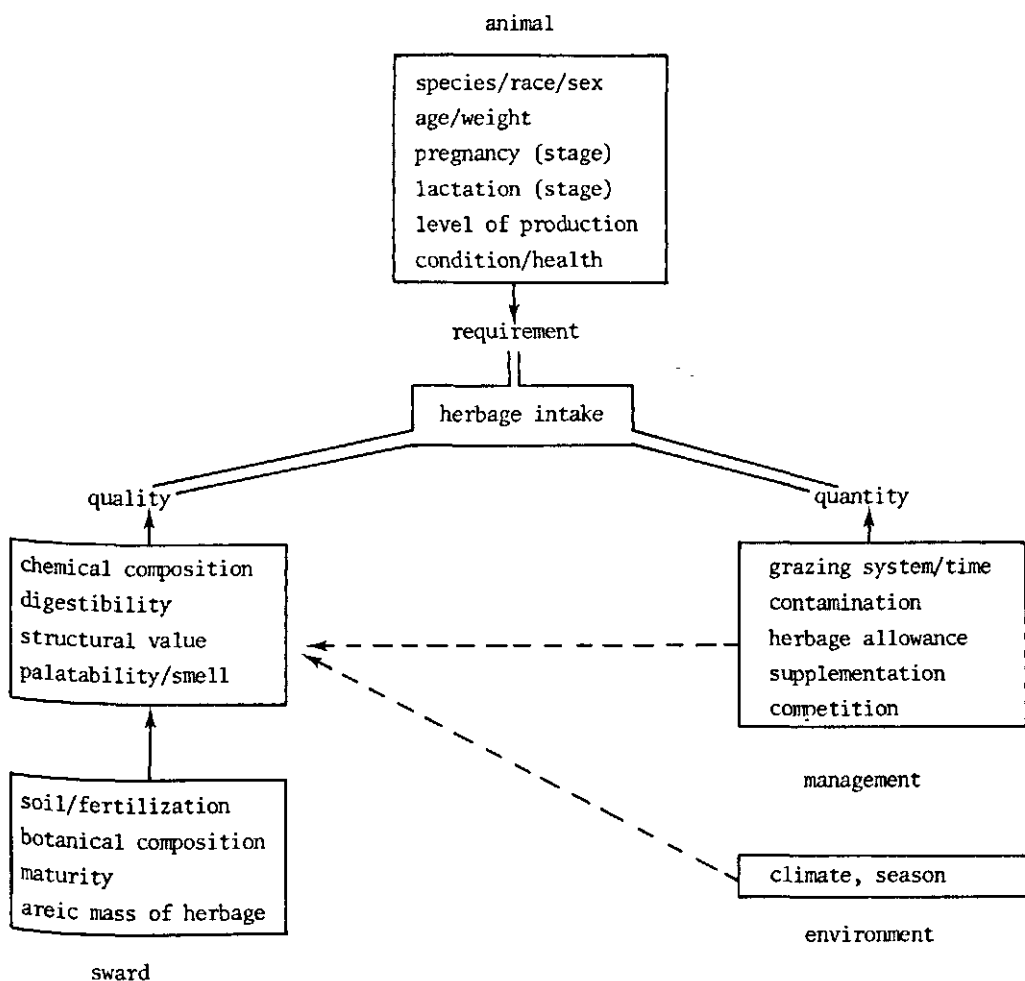 animal
species/race/sex
age/weight
pregnancy (stage)
lactation (stage)
level of production
condition/health
requirement
herbage intake
quality
quantity
chemical composition
digestibility
structural value
palatability/smell
grazing system/time
contamination
herbage allowance
supplementation
competition
management
soil/fertilization
botanical composition
maturity
areic mass of herbage
sward
climate, season
environment